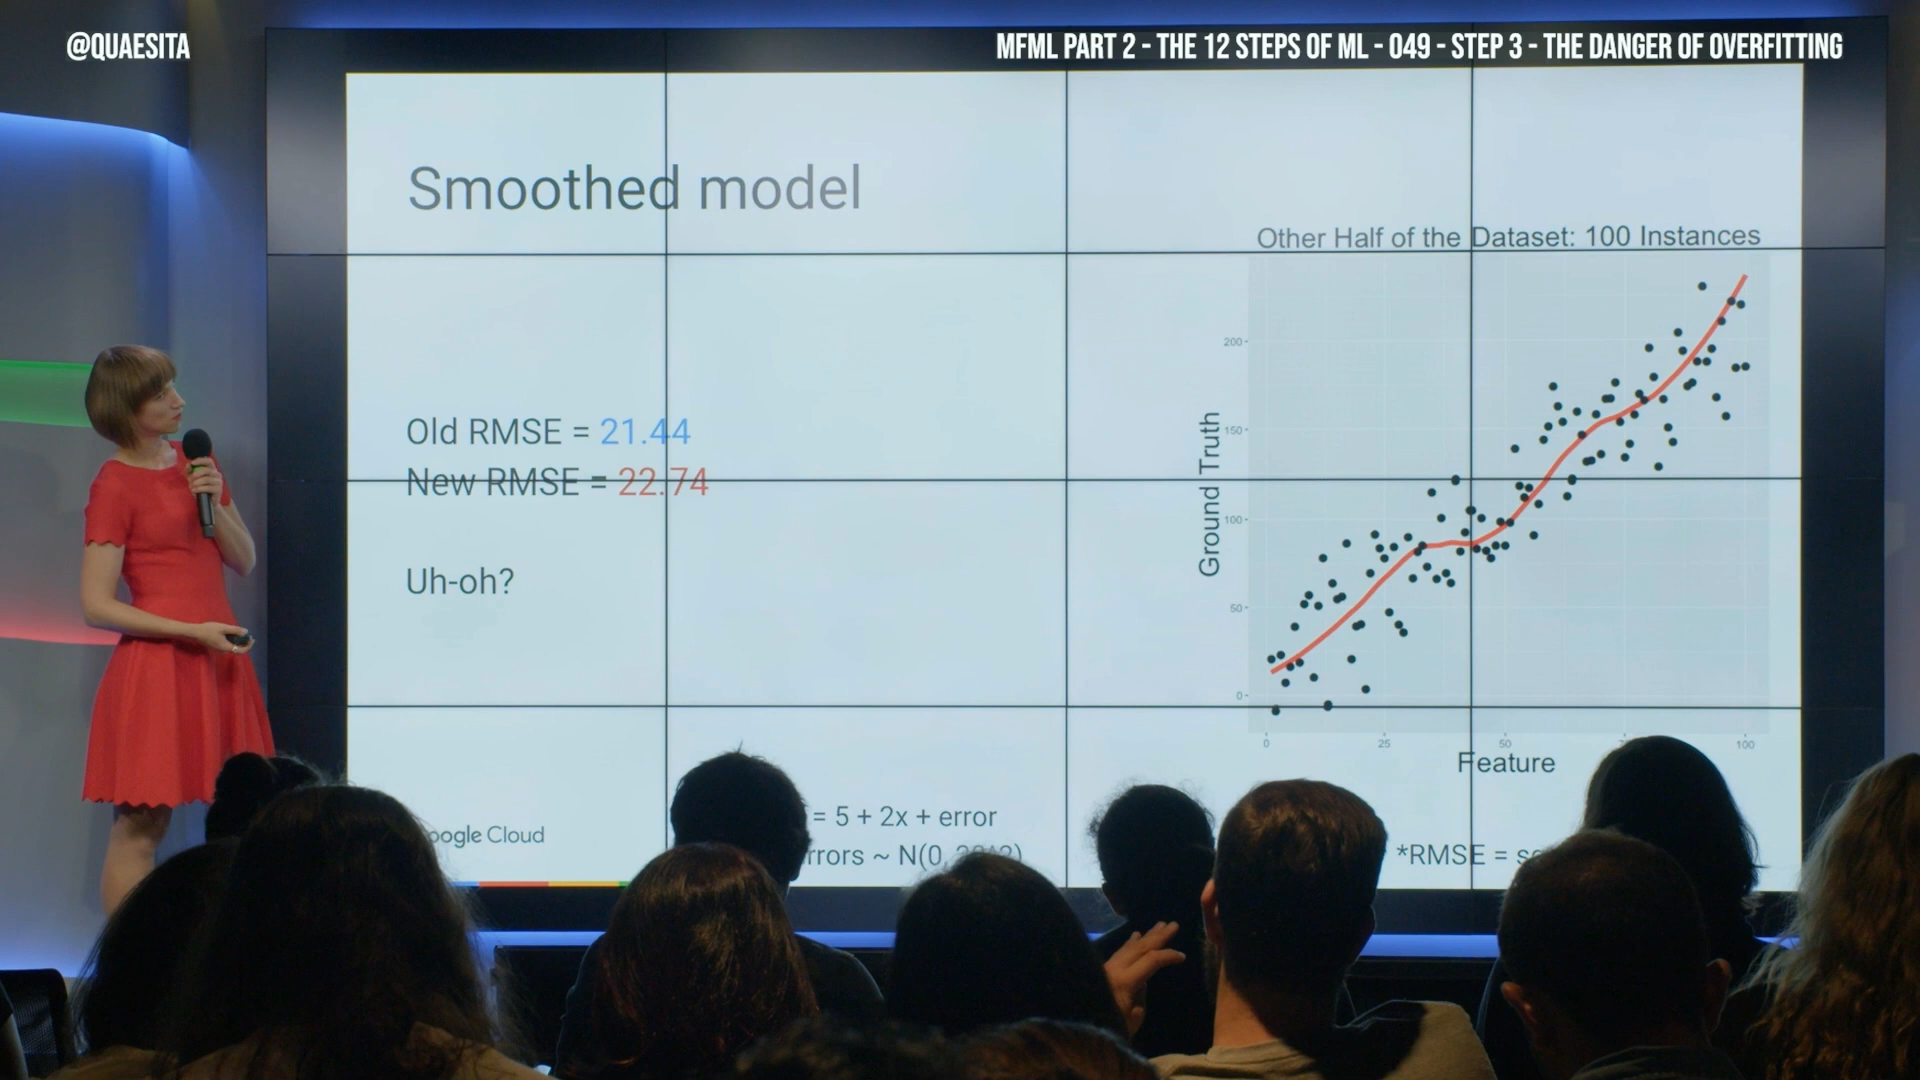 @QUAESITA
MFML PART 2 - THE 12 STEPS OF ML - 049 - STEP 3 - THE DANGER OF OVERFITTING
Smoothed model
Other Half of the Dataset: 100 Instances
Old RMSE = 21.44
New RMSE = 22.74
Uh-oh?
Ground Truth
200
150
100
50
0
0 25 50 100
Feature
= 5 + 2x + error
~ N(0,
Cloud
*RMSE =